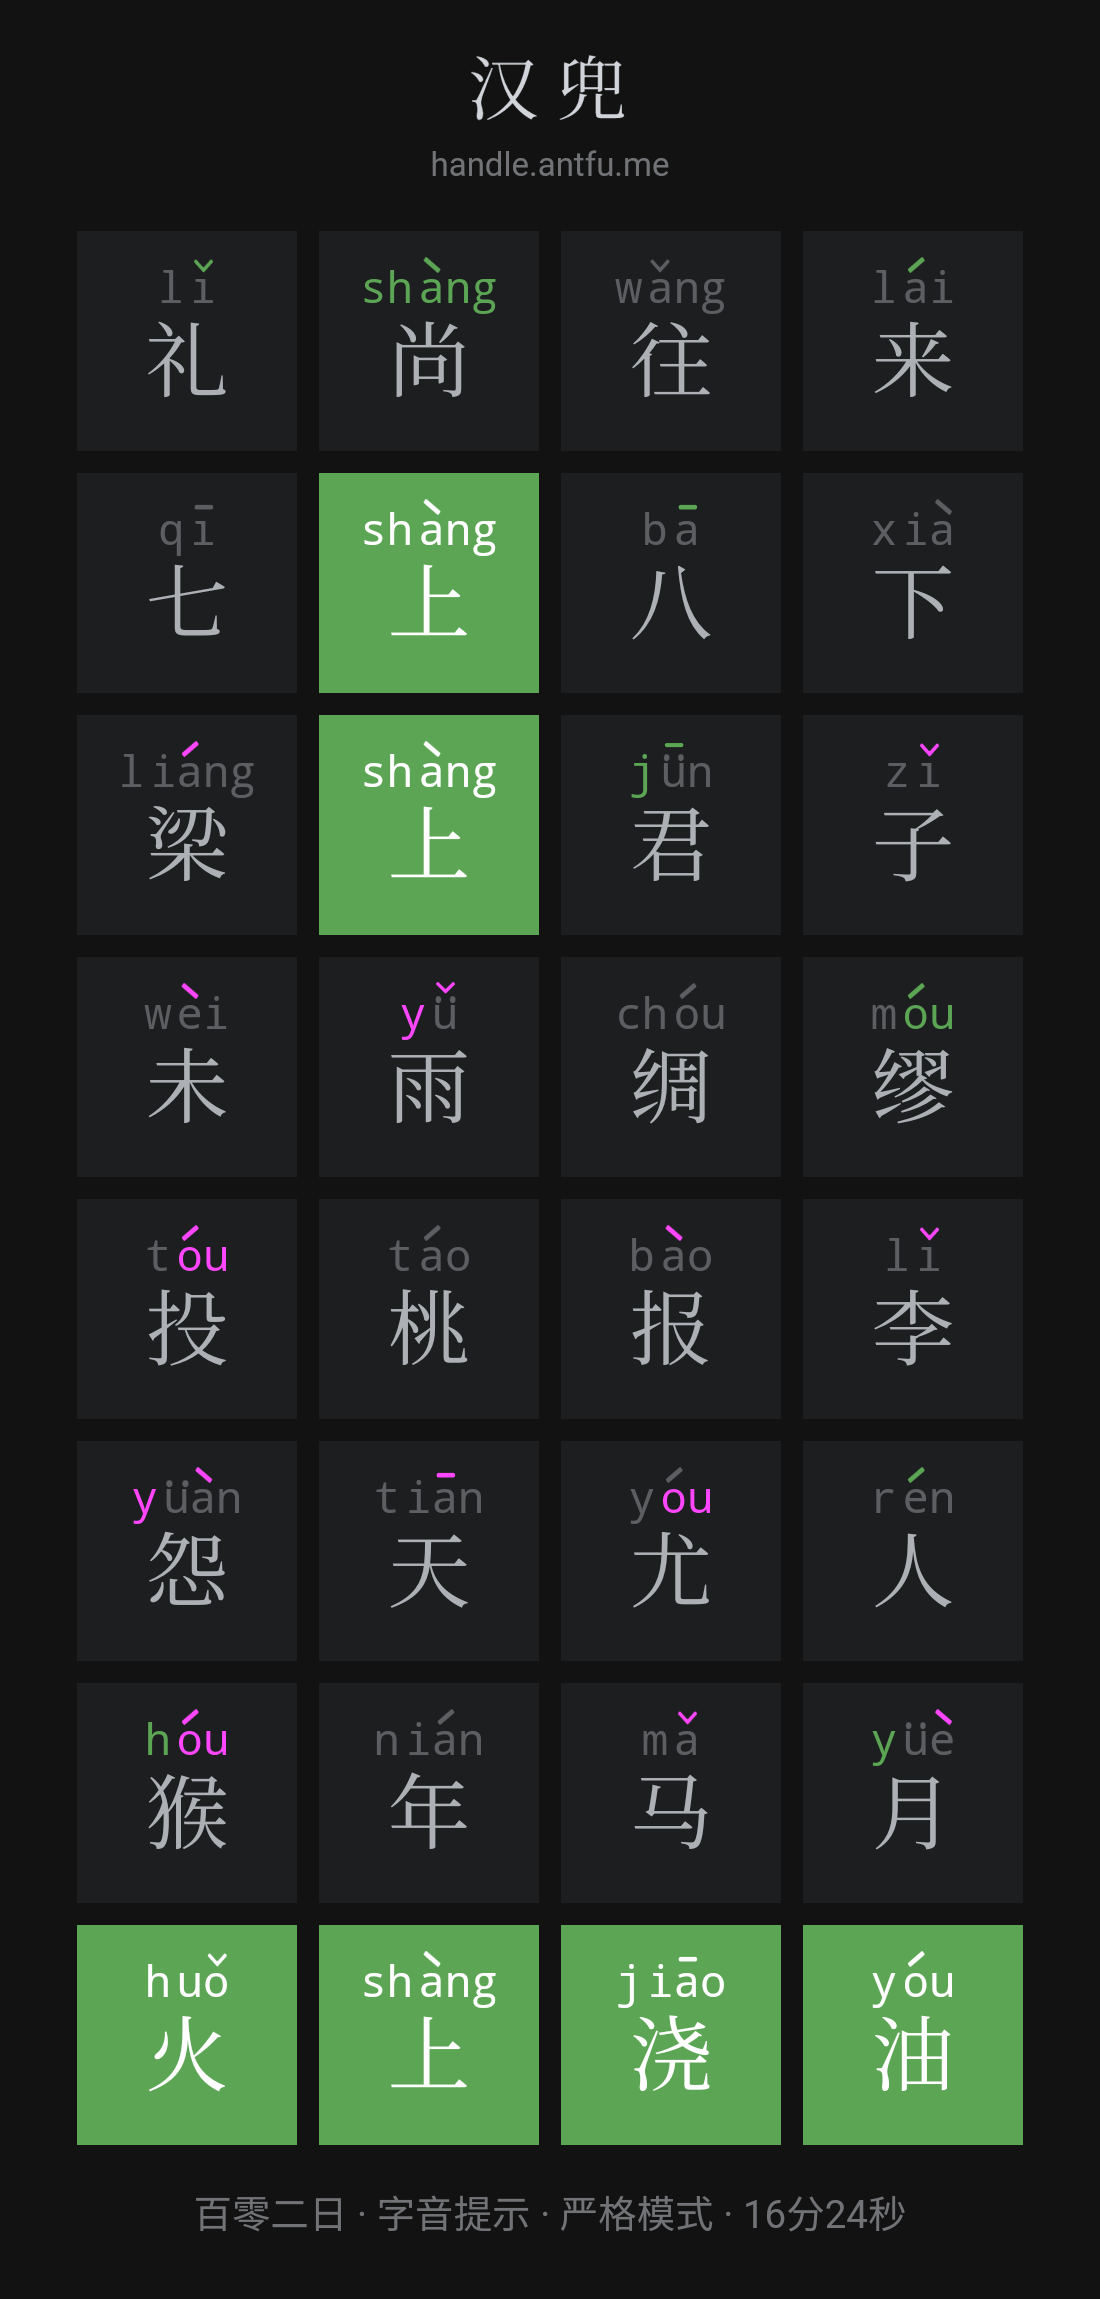 汉兜
handle.antfu.me
lǐ shàng wǎng lái
礼 尚 往 来
qī shàng bā xià
七 上 八 下
liáng shàng jǖn zǐ
梁 上 君 子
wèi yǚ chóu móu
未 雨 绸 缪
tóu táo bào lǐ
投 桃 报 李
yüàn tiān yóu rén
怨 天 尤 人
hóu nián mǎ yüè
猴 年 马 月
huǒ shàng jiāo yóu
火 上 浇 油
百零二日 · 字音提示 · 严格模式 · 16分24秒